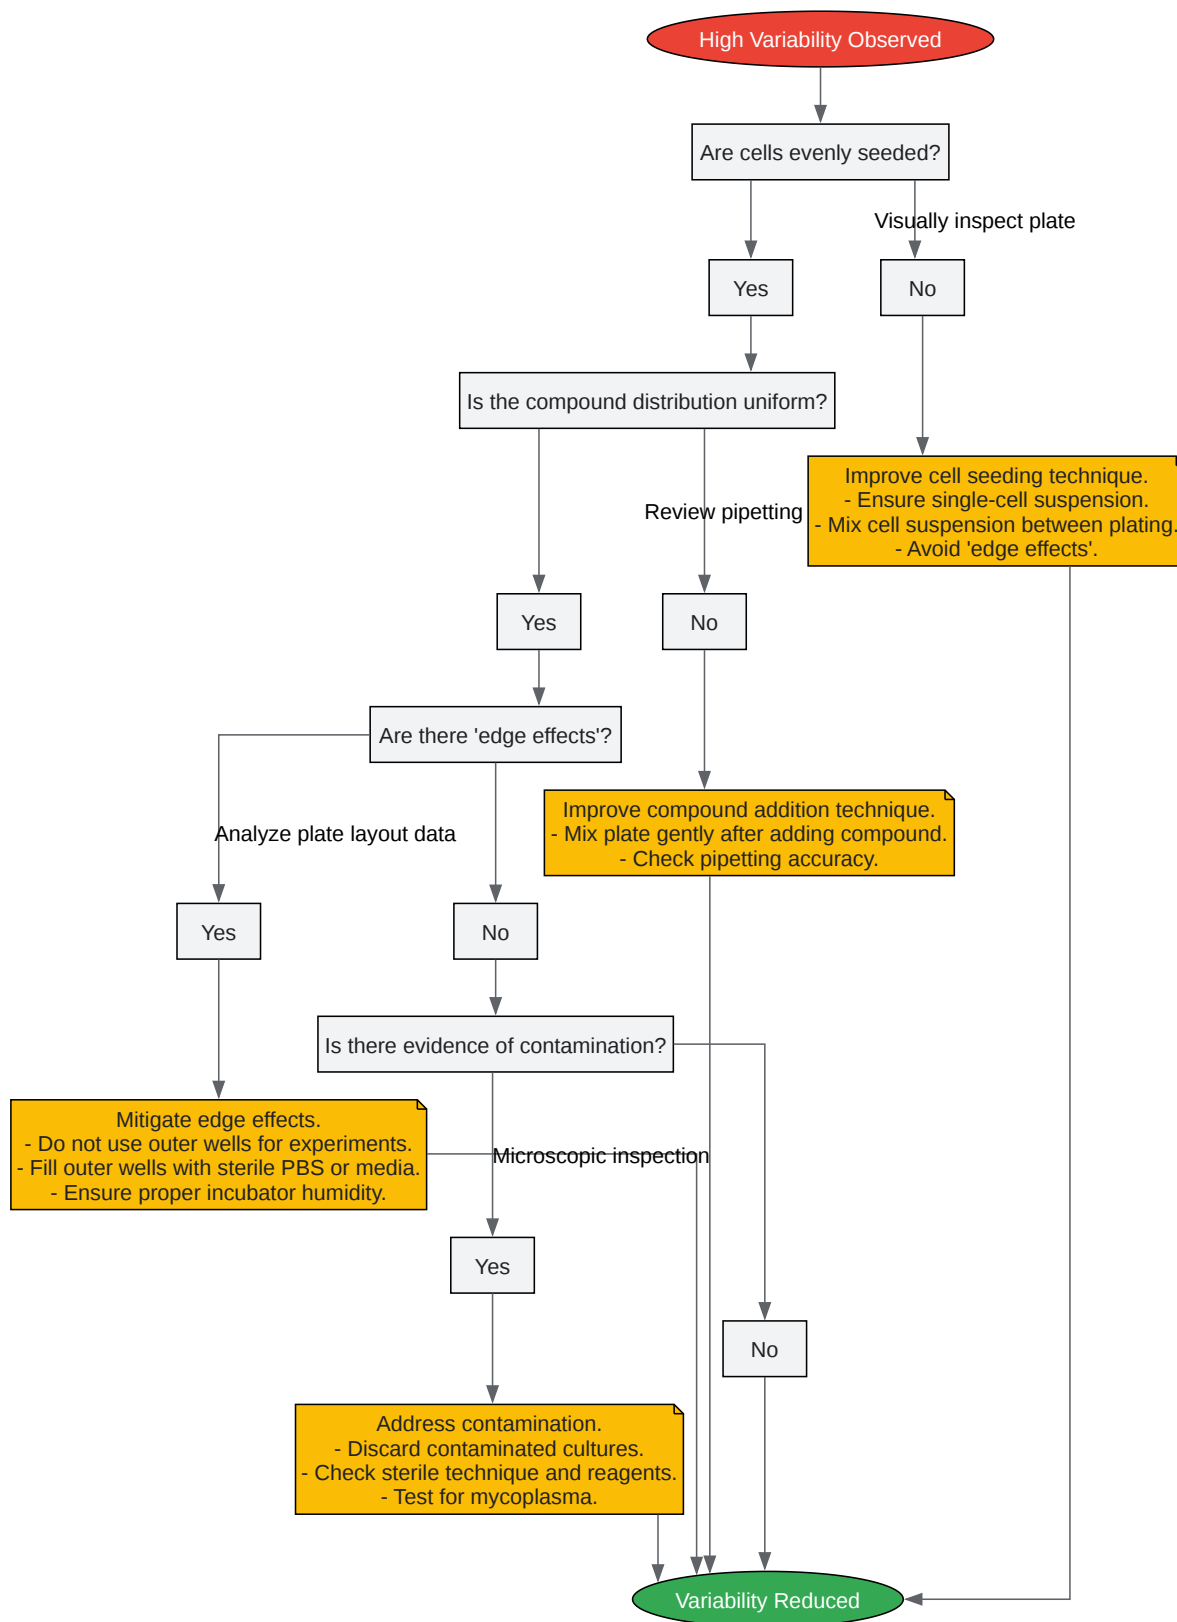 High Variability Observed
Are cells evenly seeded?
Visually inspect plate
Yes
No
Is the compound distribution uniform?
Improve cell seeding technique.
- Ensure single-cell suspension.
- Mix cell suspension between plating.
- Avoid 'edge effects'.
Review pipetting
Yes
No
Are there 'edge effects'?
Improve compound addition technique.
- Mix plate gently after adding compound.
- Check pipetting accuracy.
Analyze plate layout data
Yes
No
Is there evidence of contamination?
Mitigate edge effects.
- Do not use outer wells for experiments.
- Fill outer wells with sterile PBS or media.
- Ensure proper incubator humidity.
Microscopic inspection
Yes
No
Address contamination.
- Discard contaminated cultures.
- Check sterile technique and reagents.
- Test for mycoplasma.
Variability Reduced